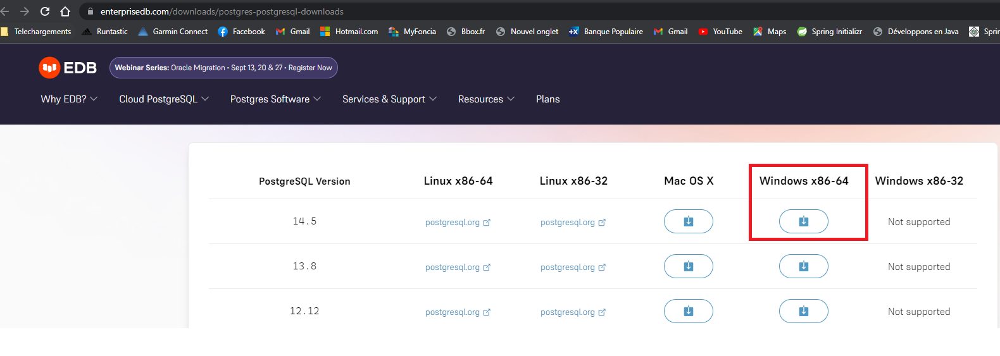 enterprisedb.com/downloads/postgres-postgresql-downloads
Telechargements Runtastic Garmin Connect Facebook Gmail Hotmail.com MyFoncia Bbox.fr Nouvel onglet Banque Populaire Gmail YouTube Maps Spring Initializr Développons en Java Sprin
EDB Webinar Series: Oracle Migration • Sept 13, 20 & 27 • Register Now
Why EDB? Cloud PostgreSQL Postgres Software Services & Support Resources Plans
PostgreSQL Version Linux x86-64 Linux x86-32 Mac OS X Windows x86-64 Windows x86-32
14.5 postgresql.org postgresql.org Not supported
13.8 postgresql.org postgresql.org Not supported
12.12 postgresql.org postgresql.org Not supported